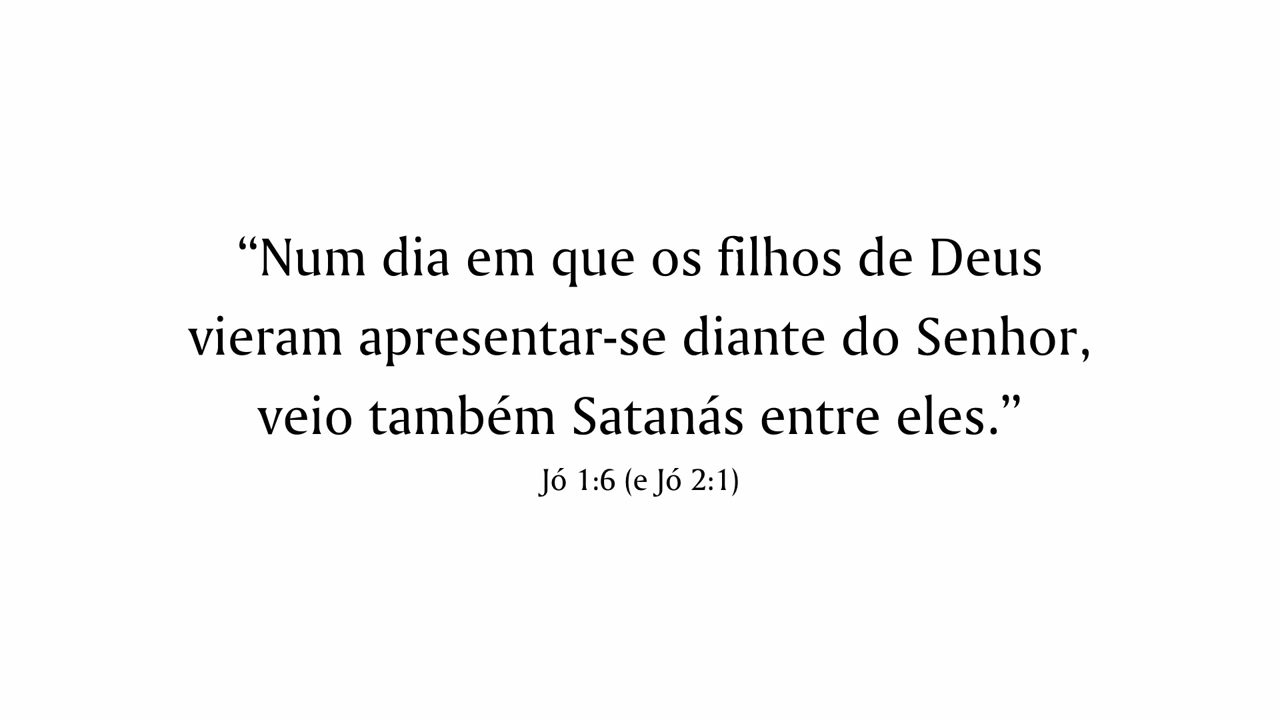 “Num dia em que os filhos de Deus
vieram apresentar-se diante do Senhor,
veio também Satanás entre eles.”
Jó 1:6 (e Jó 2:1)